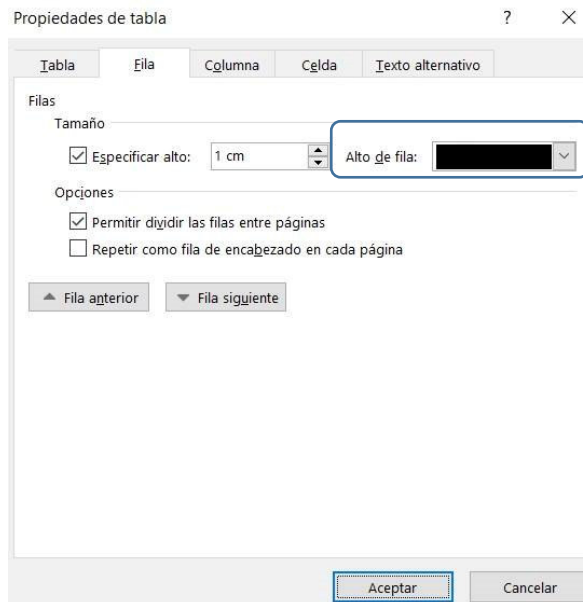 Propiedades de tabla ?
Tabla Fila Columna Celda Texto alternativo
Filas
Tamaño
Especificar alto: 1 cm Alto de fila:
Opciones
Permitir dividir las filas entre páginas
Repetir como fila de encabezado en cada página
Fila anterior Fila siguiente
Aceptar Cancelar